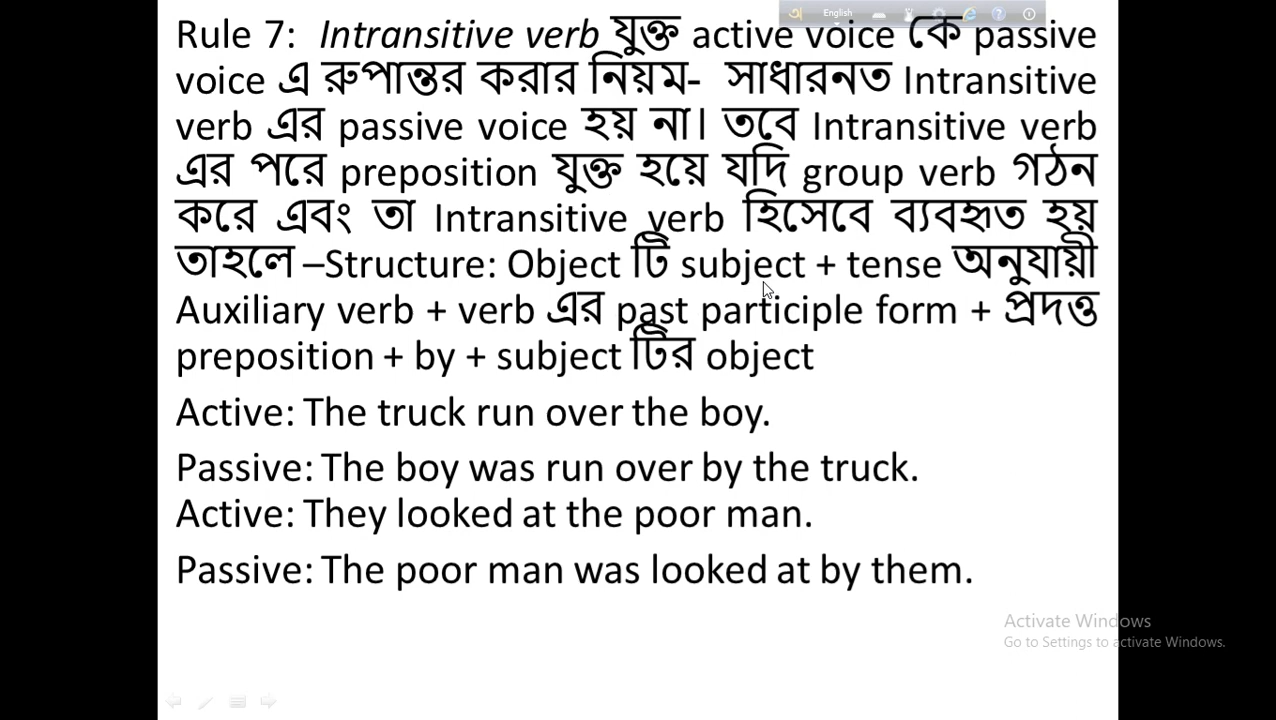 English
Rule 7: Intransitive verb যুক্ত active voice কে passive
voice এ রুপান্তর করার নিয়ম- সাধারনত Intransitive
verb এর passive voice হয় না। তবে Intransitive verb
এর পরে preposition যুক্ত হয়ে যদি group verb গঠন
করে এবং তা Intransitive verb হিসেবে ব্যবহৃত হয়
তাহলে –Structure: Object টি subject + tense অনুযায়ী
Auxiliary verb + verb এর past participle form + প্রদত্ত
preposition + by + subject টির object
Active: The truck run over the boy.
Passive: The boy was run over by the truck.
Active: They looked at the poor man.
Passive: The poor man was looked at by them.
Activate Windows
Go to Settings to activate Windows.